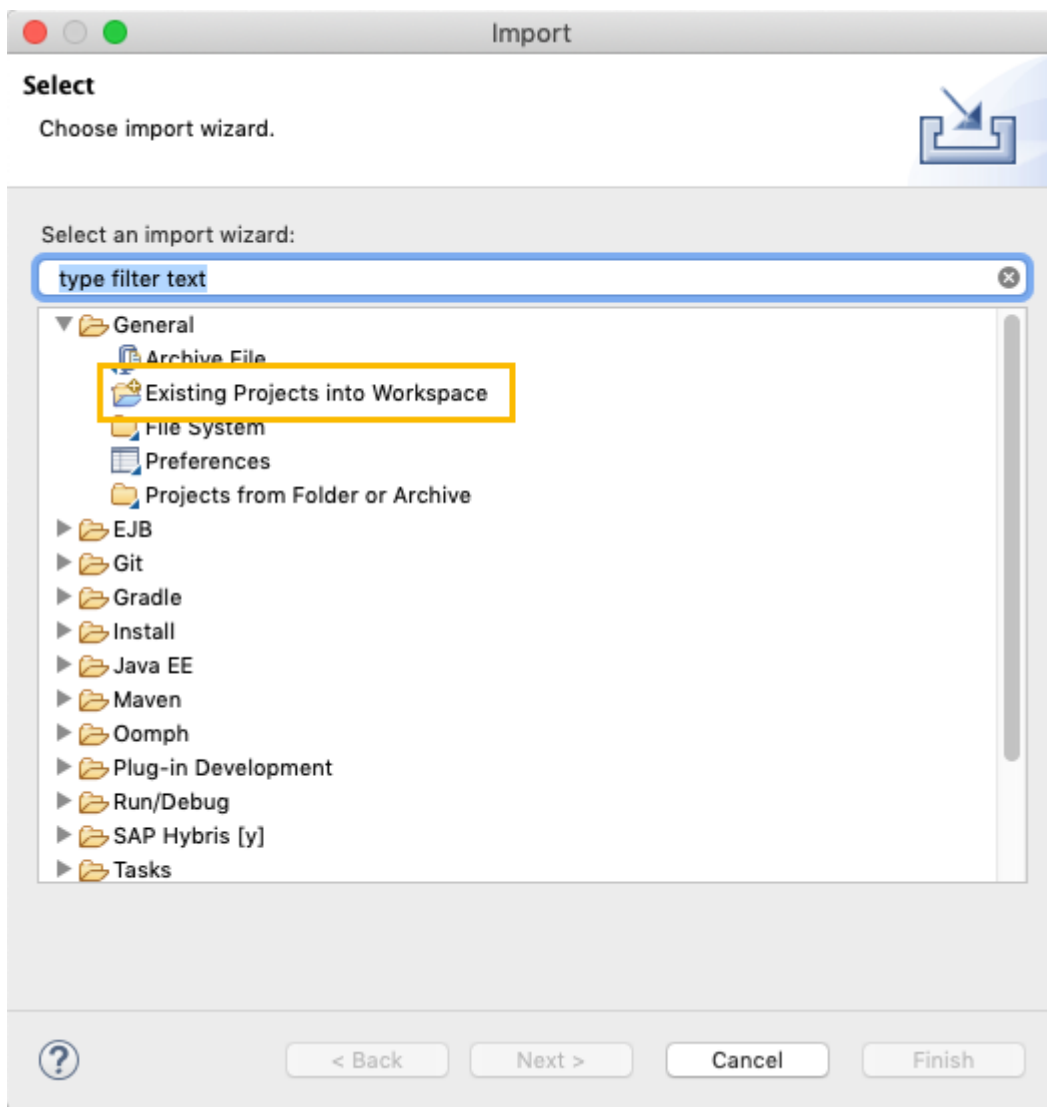 Import
Select
Choose import wizard.
Select an import wizard:
type filter text
General
Archive File
Existing Projects into Workspace
File System
Preferences
Projects from Folder or Archive
EJB
Git
Gradle
Install
Java EE
Maven
Oomph
Plug-in Development
Run/Debug
SAP Hybris [y]
Tasks
? < Back Next > Cancel Finish